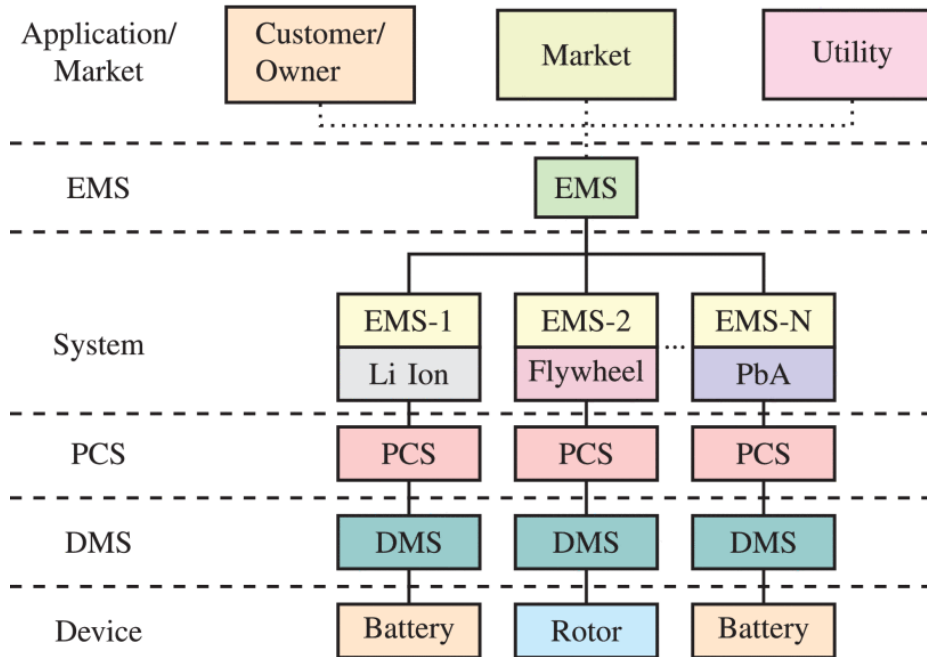 Application/
Market
Customer/
Owner
Market
Utility
EMS
EMS
System
EMS-1
EMS-2
EMS-N
...
Li Ion
Flywheel
PbA
PCS
PCS
PCS
PCS
DMS
DMS
DMS
DMS
Device
Battery
Rotor
Battery